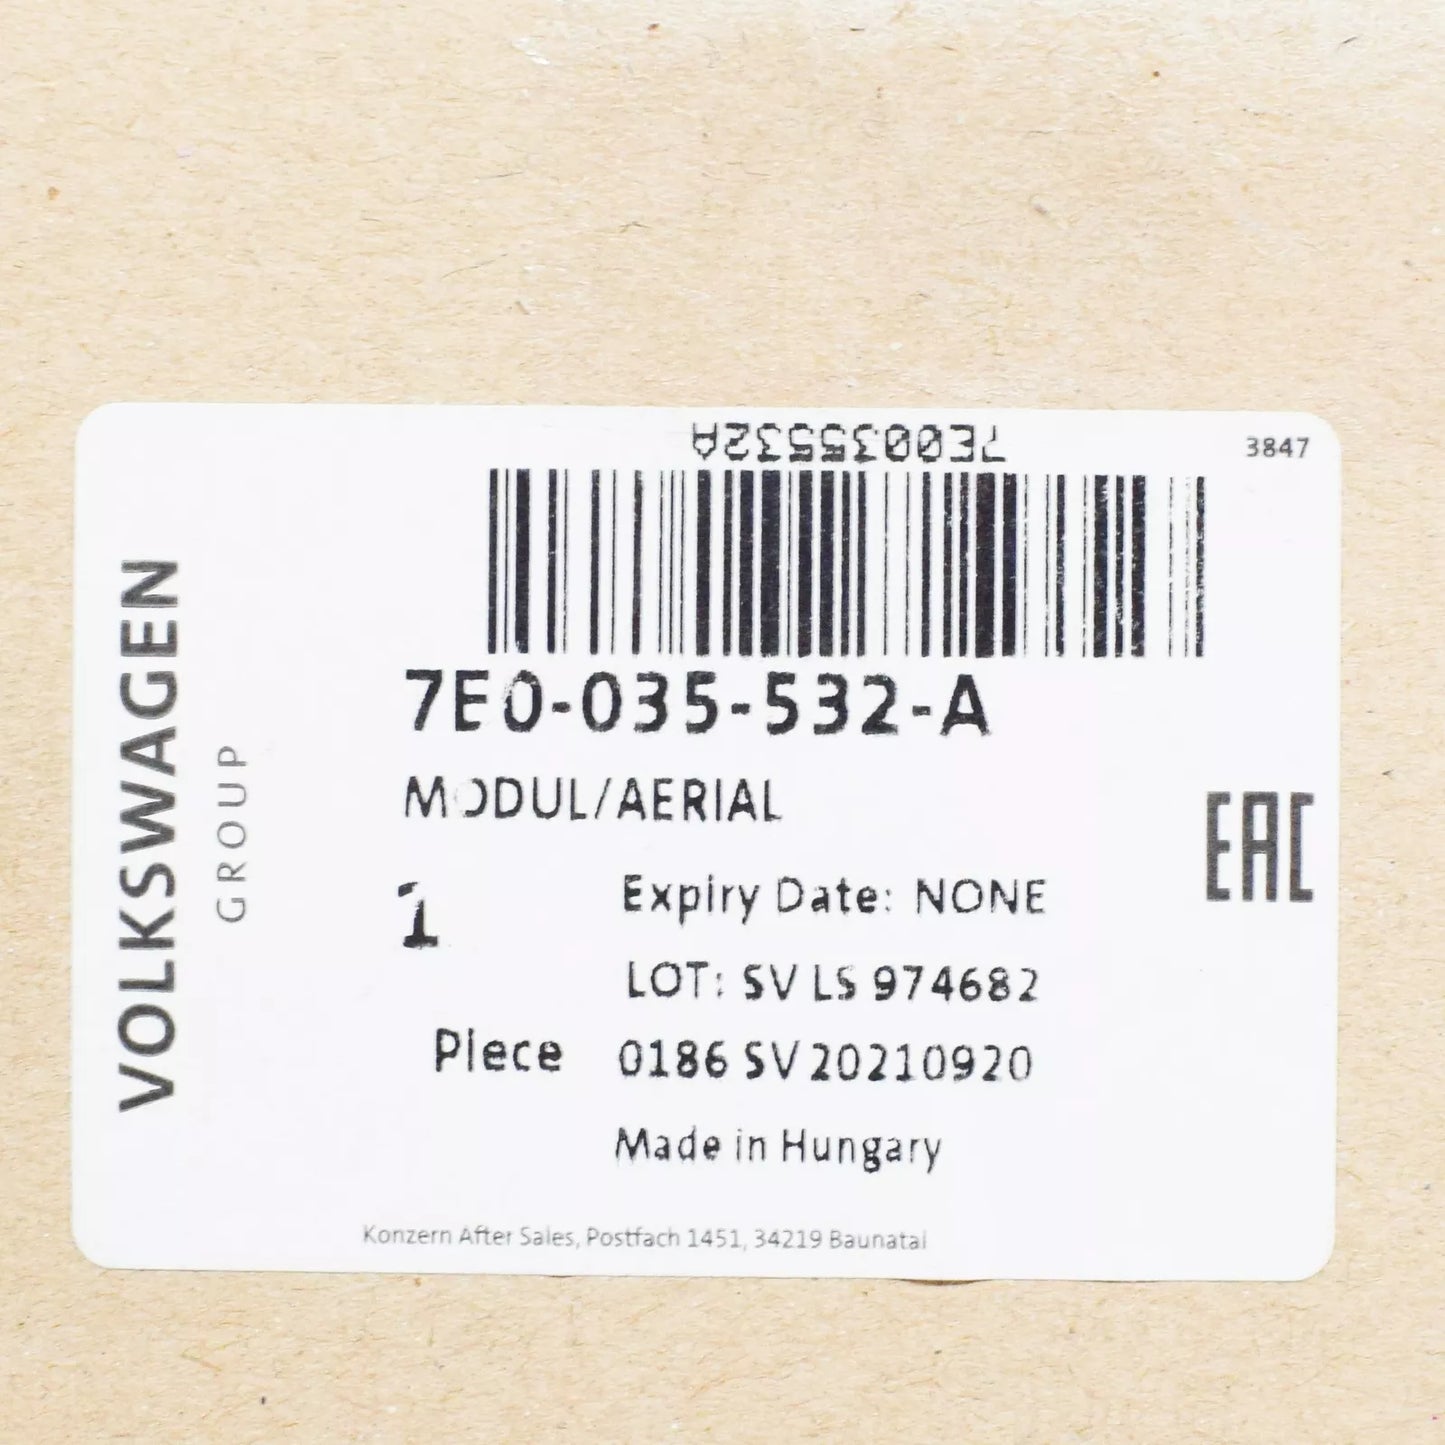 7E0035532A
3847
VOLKSWAGEN
GROUP
7E0-035-532-A
MODUL/AERIAL
EAC
1
Expiry Date: NONE
LOT: SV LS 974682
Piece
0186 SV 20210920
Made in Hungary
Konzern After Sales, Postfach 1451, 34219 Baunatal